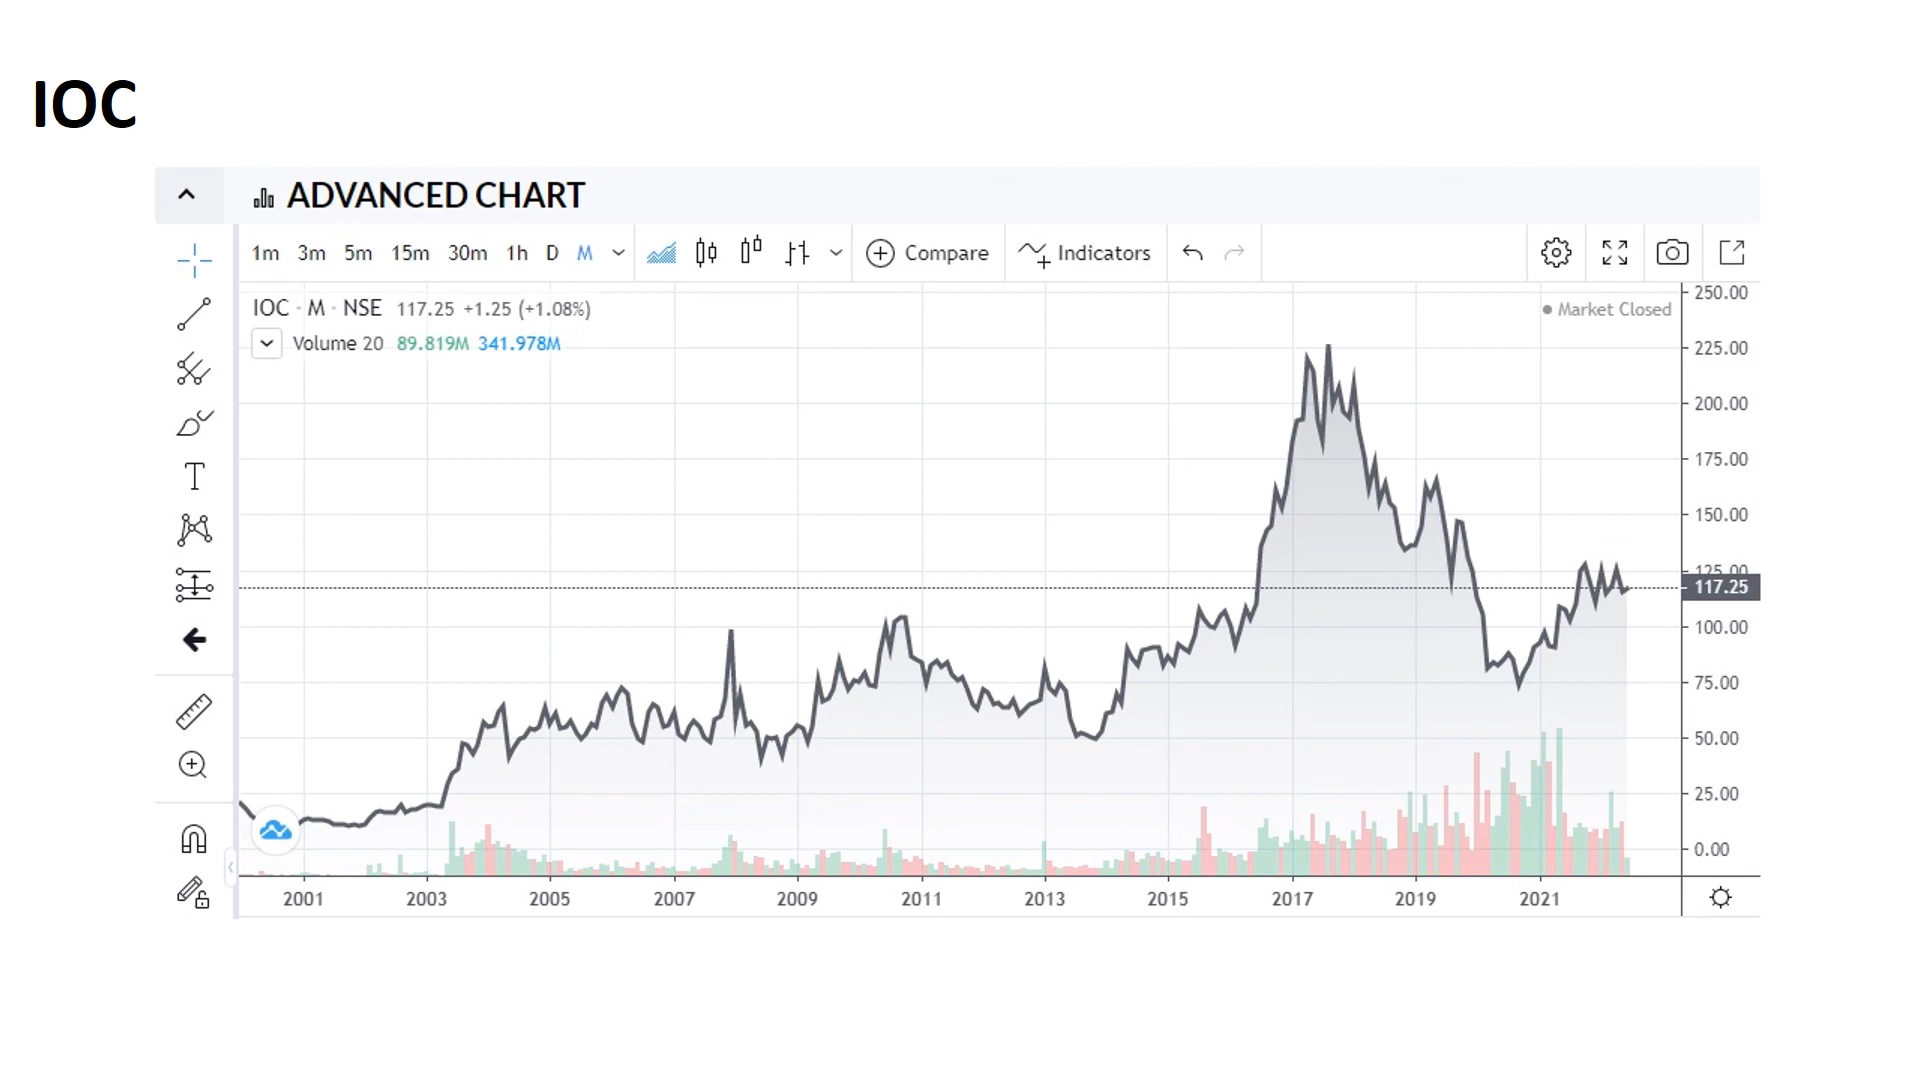 IOC
ADVANCED CHART
1m 3m 5m 15m 30m 1h D M Compare Indicators
IOC · M · NSE 117.25 +1.25 (+1.08%)
Market Closed
Volume 20 89.819M 341.978M
250.00
225.00
200.00
175.00
150.00
125.00
117.25
100.00
75.00
50.00
25.00
0.00
2001 2003 2005 2007 2009 2011 2013 2015 2017 2019 2021